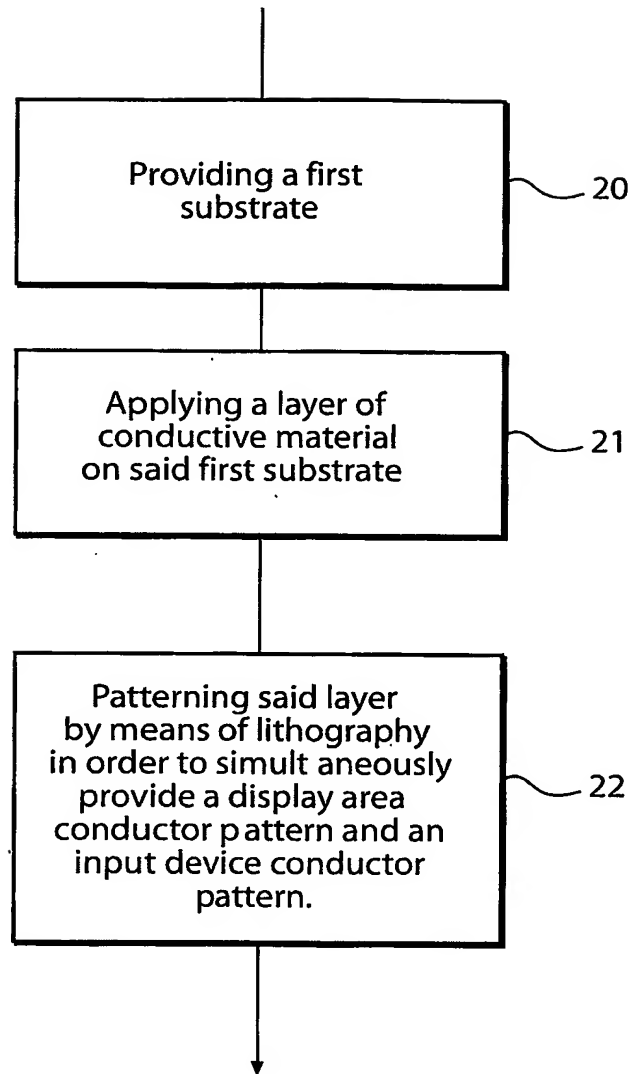 Providing a first
substrate
20
Applying a layer of
conductive material
on said first substrate
21
Patterning said layer
by means of lithography
in order to simult aneously
provide a display area
conductor pattern and an
input device conductor
pattern.
22